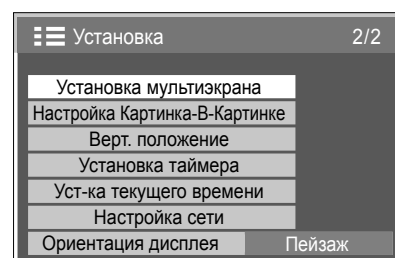 Установка 2/2
Установка мультиэкрана
Настройка Картинка-В-Картинке
Верт. положение
Установка таймера
Уст-ка текущего времени
Настройка сети
Ориентация дисплея Пейзаж